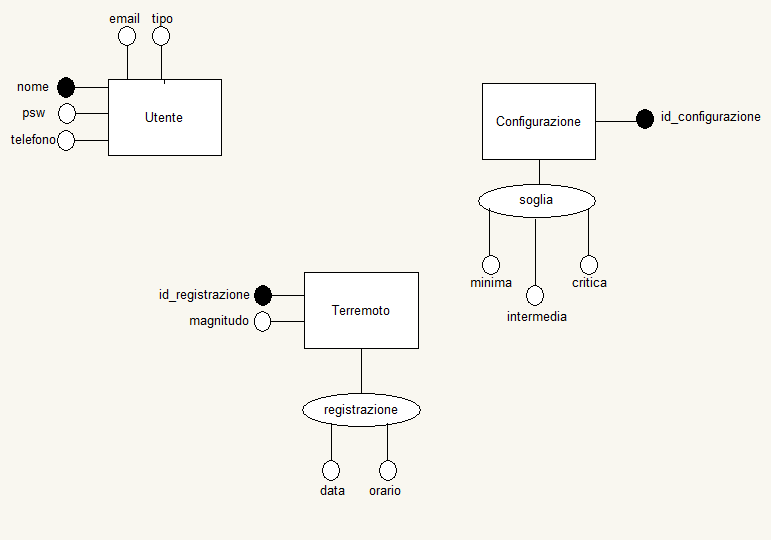 email tipo
nome
psw
telefono
Utente
Configurazione
id_configurazione
soglia
minima
critica
intermedia
id_registrazione
magnitudo
Terremoto
registrazione
data
orario